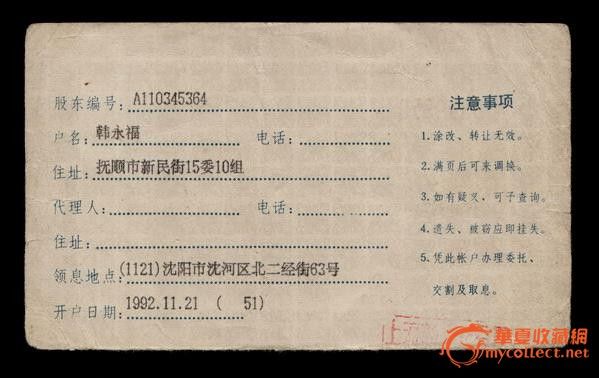 股东编号: A110345364
户名: 韩永福 电话:
住址: 抚顺市新民街15委10组
代理人: 电话:
住址:
领息地点: (1121)沈阳市沈河区北二经街63号
开户日期: 1992.11.21 ( 51)
注意事项
1. 涂改、转让无效。
2. 满页后可来调换。
3. 如有疑义、可予查询。
4. 遗失、被窃应即挂失。
5. 凭此帐户办理委托、
交割及取息。
上
華夏收藏網
mycollect.net